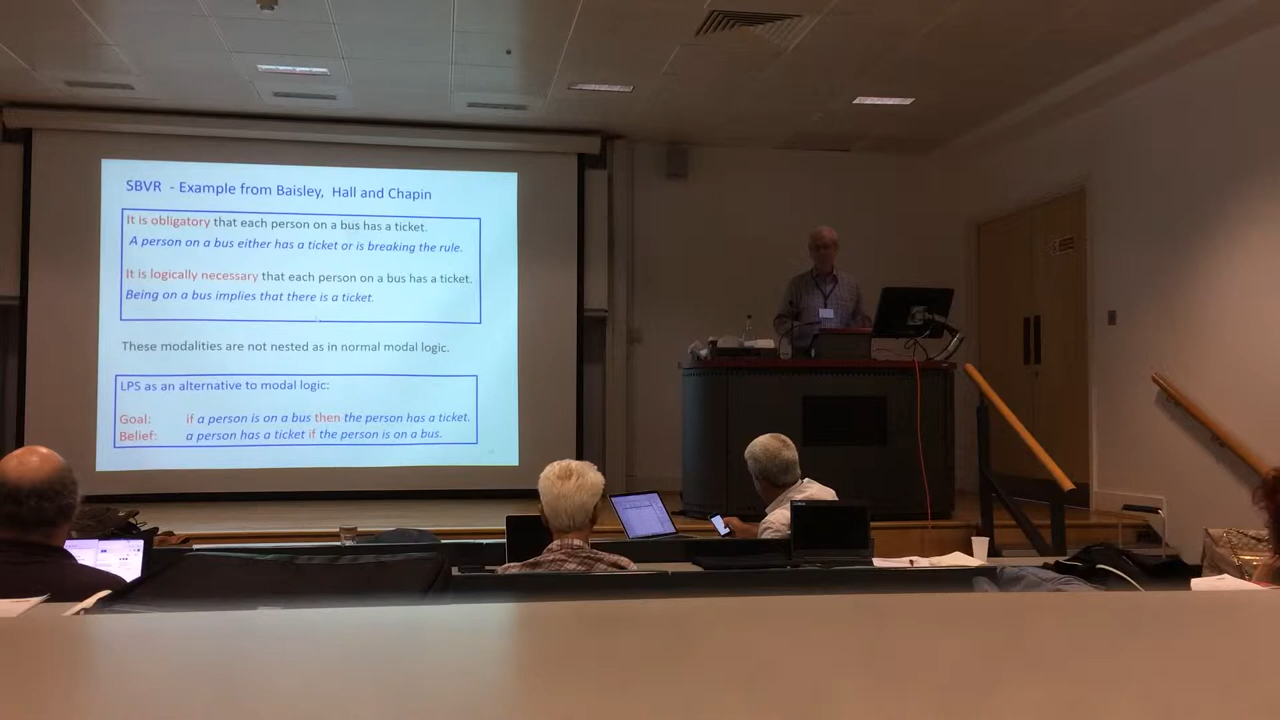 SBVR - Example from Baisley, Hall and Chapin
It is obligatory that each person on a bus has a ticket.
A person on a bus either has a ticket or is breaking the rule.
It is logically necessary that each person on a bus has a ticket.
Being on a bus implies that there is a ticket.
These modalities are not nested as in normal modal logic.
LPS as an alternative to modal logic:
Goal: if a person is on a bus then the person has a ticket.
Belief: a person has a ticket if the person is on a bus.